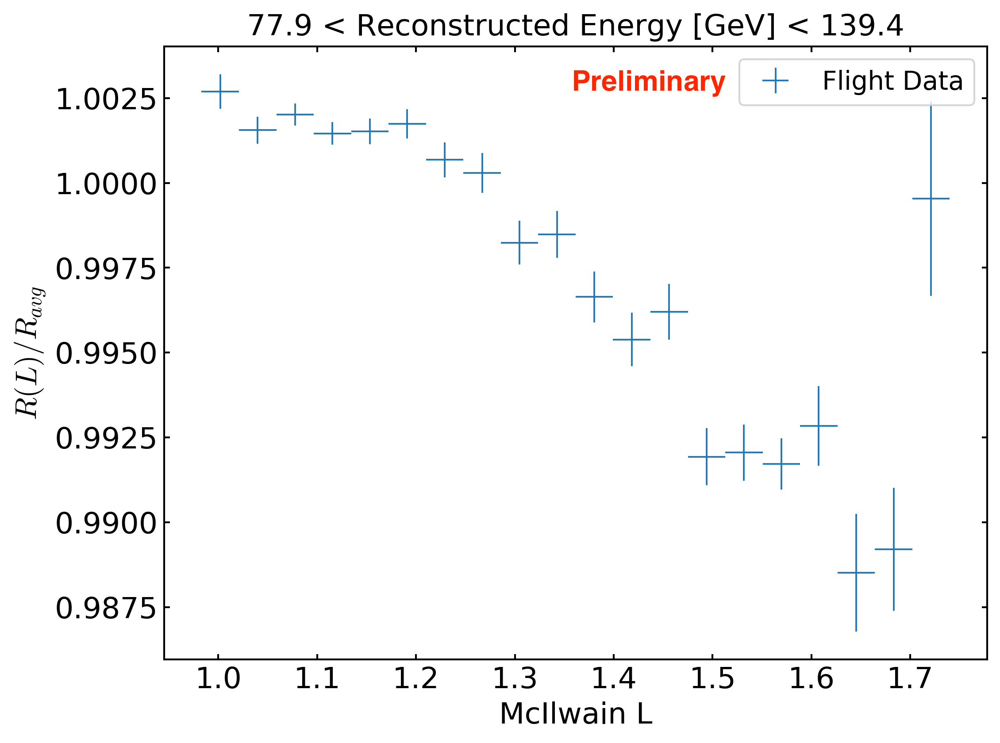 77.9 < Reconstructed Energy [GeV] < 139.4
Preliminary
Flight Data
1.0025
1.0000
0.9975
0.9950
0.9925
0.9900
0.9875
R(L)/R_{avg}
1.0 1.1 1.2 1.3 1.4 1.5 1.6 1.7
McIlwain L